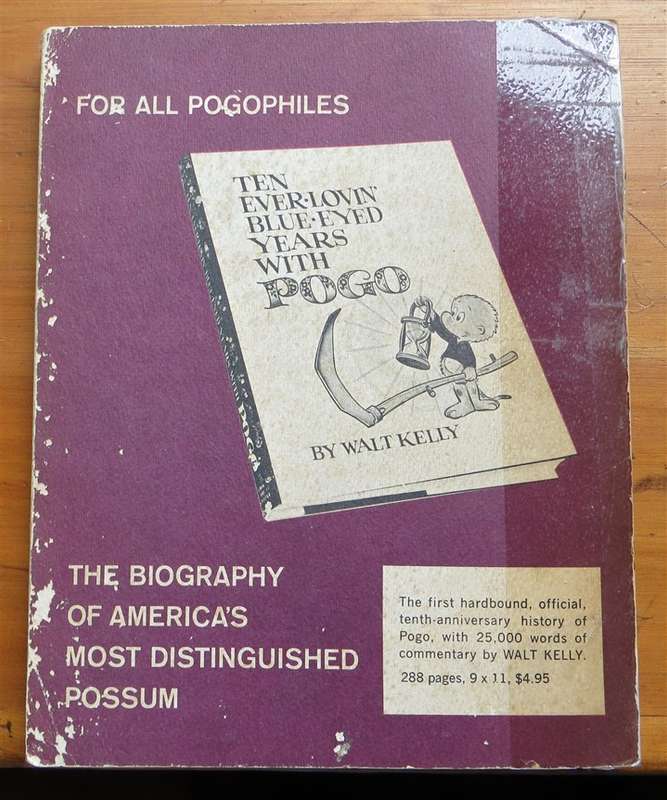 FOR ALL POGOPHILES
TEN
EVER·LOVIN'
BLUE·EYED
YEARS
WITH
POGO
BY WALT KELLY
THE BIOGRAPHY
OF AMERICA'S
MOST DISTINGUISHED
POSSUM
The first hardbound, official,
tenth-anniversary history of
Pogo, with 25,000 words of
commentary by WALT KELLY.
288 pages, 9 x 11, $4.95